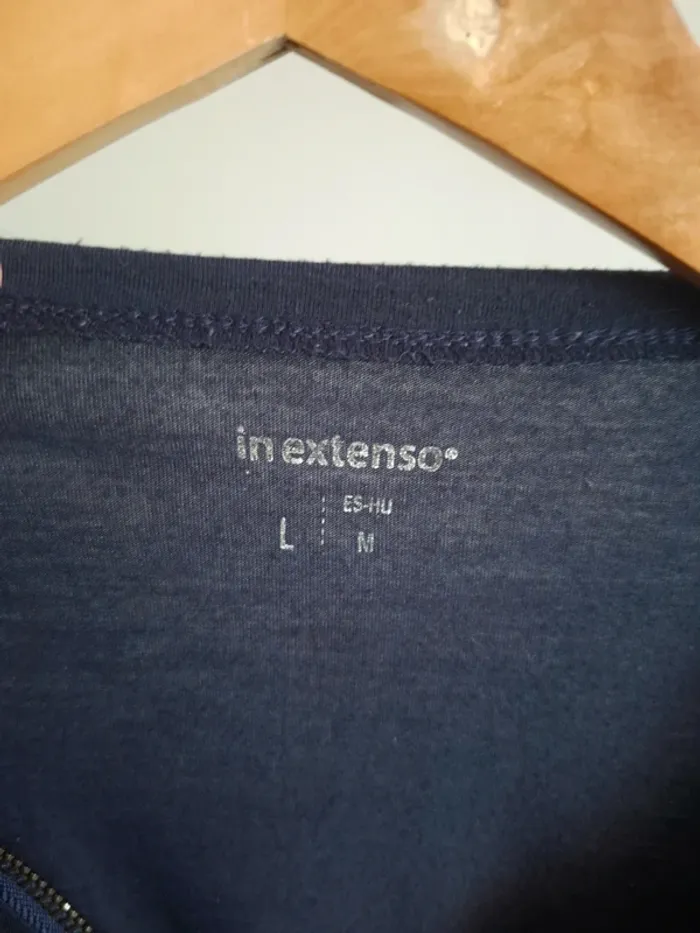 in extenso®
ES-HU
L M